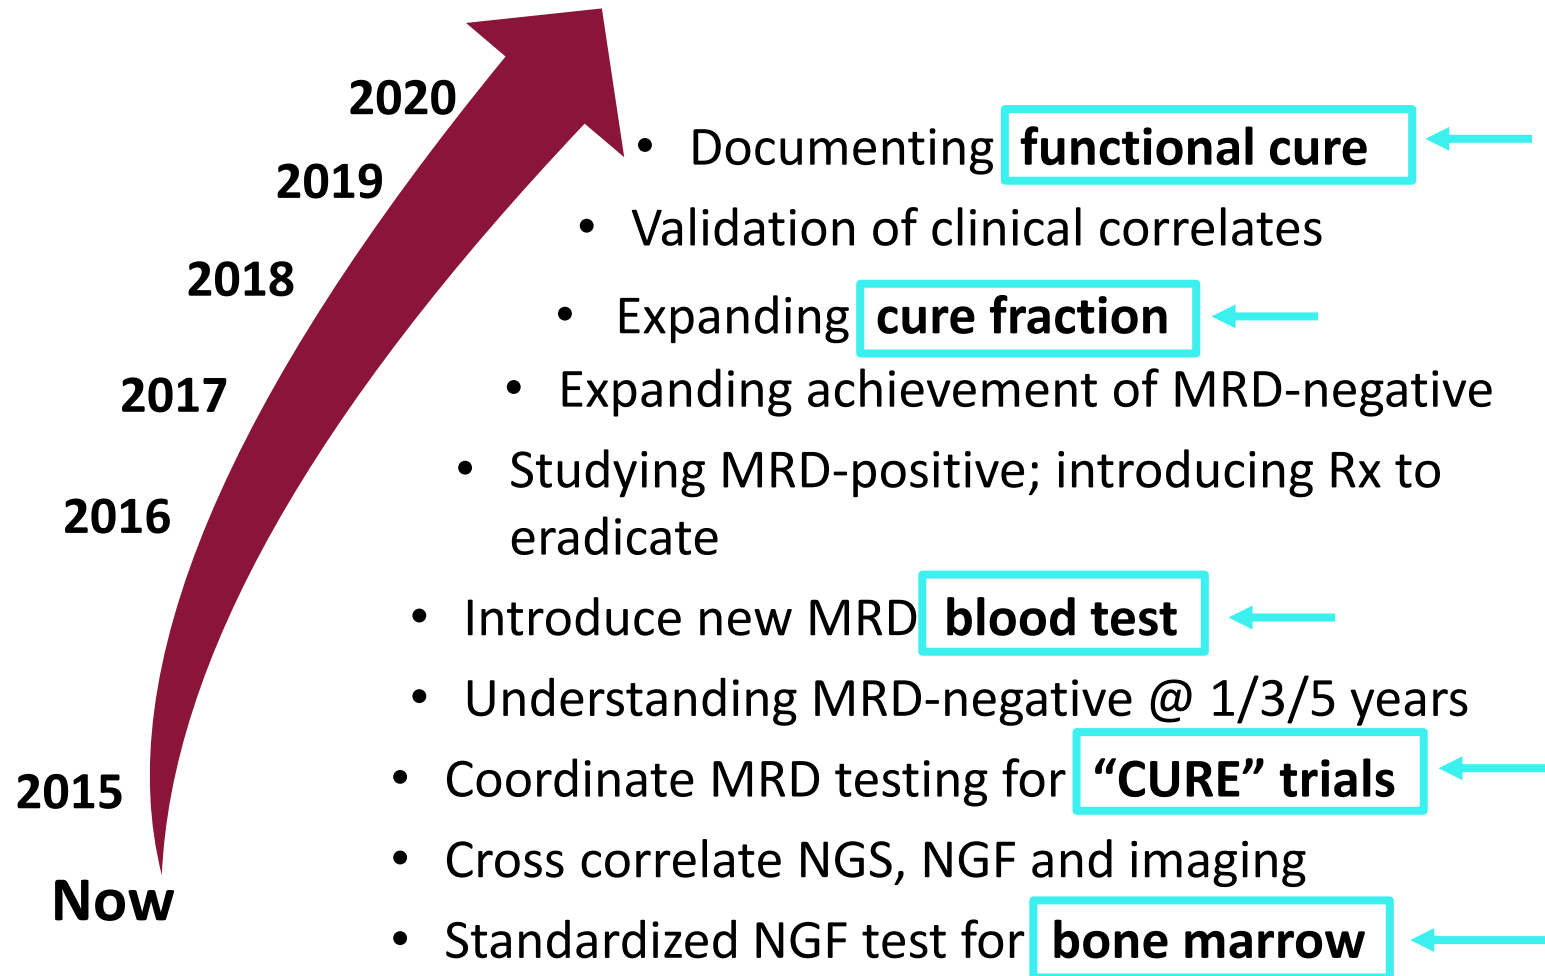 2020
• Documenting functional cure
2019
• Validation of clinical correlates
2018
• Expanding cure fraction
2017
• Expanding achievement of MRD-negative
• Studying MRD-positive; introducing Rx to
eradicate
2016
• Introduce new MRD blood test
• Understanding MRD-negative @ 1/3/5 years
2015
• Coordinate MRD testing for “CURE” trials
• Cross correlate NGS, NGF and imaging
Now
• Standardized NGF test for bone marrow